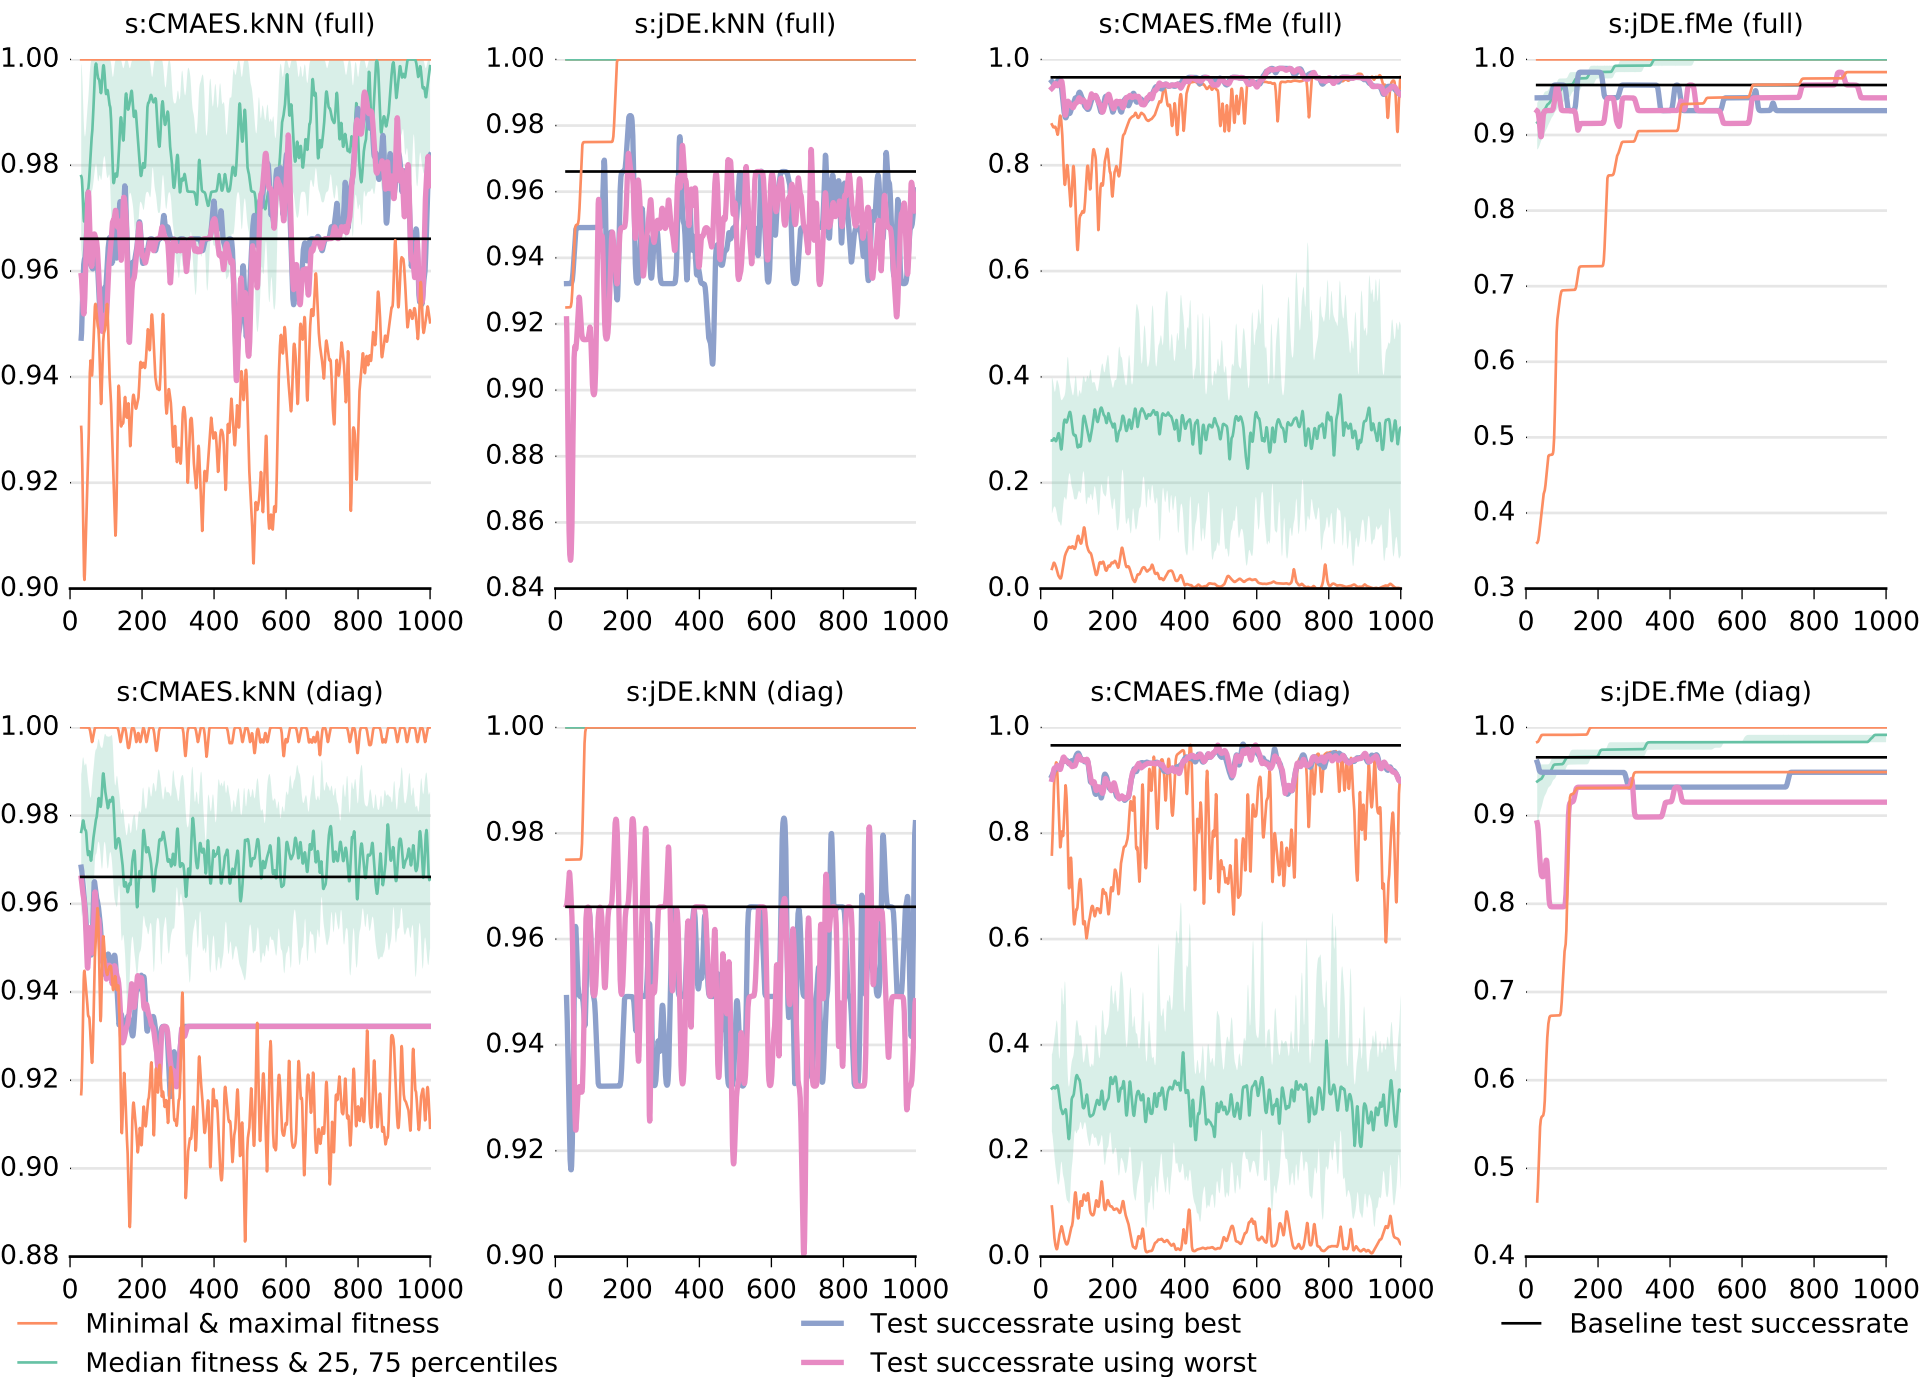 s:CMAES.kNN (full)
1.00
0.98
0.96
0.94
0.92
0.90
0 200 400 600 800 1000
s:jDE.kNN (full)
1.00
0.98
0.96
0.94
0.92
0.90
0.88
0.86
0.84
0 200 400 600 800 1000
s:CMAES.fMe (full)
1.0
0.8
0.6
0.4
0.2
0.0
0 200 400 600 800 1000
s:jDE.fMe (full)
1.0
0.9
0.8
0.7
0.6
0.5
0.4
0.3
0 200 400 600 800 1000
s:CMAES.kNN (diag)
1.00
0.98
0.96
0.94
0.92
0.90
0.88
0 200 400 600 800 1000
s:jDE.kNN (diag)
1.00
0.98
0.96
0.94
0.92
0.90
0 200 400 600 800 1000
s:CMAES.fMe (diag)
1.0
0.8
0.6
0.4
0.2
0.0
0 200 400 600 800 1000
s:jDE.fMe (diag)
1.0
0.9
0.8
0.7
0.6
0.5
0.4
0 200 400 600 800 1000
Minimal & maximal fitness
Median fitness & 25, 75 percentiles
Test successrate using best
Test successrate using worst
Baseline test successrate